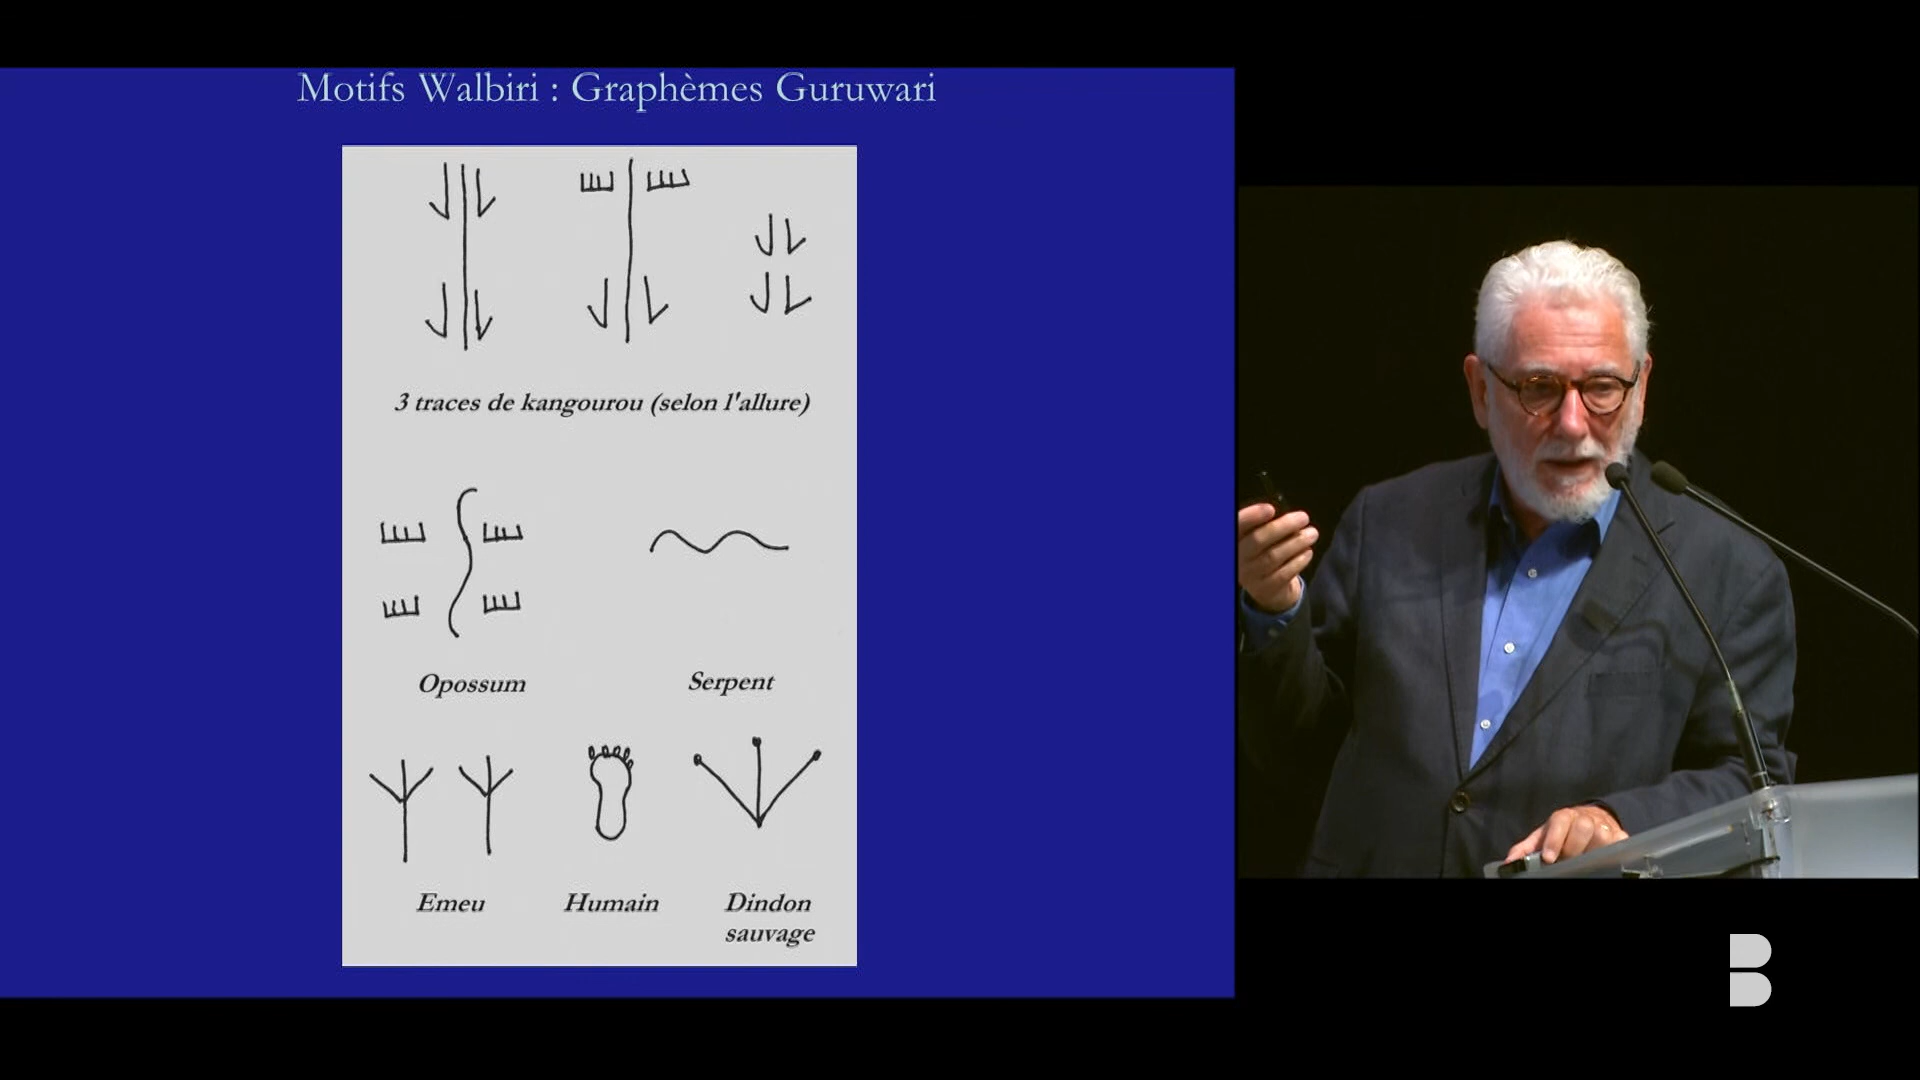 Motifs Walbiri : Graphèmes Guruwari
3 traces de kangourou (selon l'allure)
Opossum
Serpent
Emeu
Humain
Dindon
sauvage
B